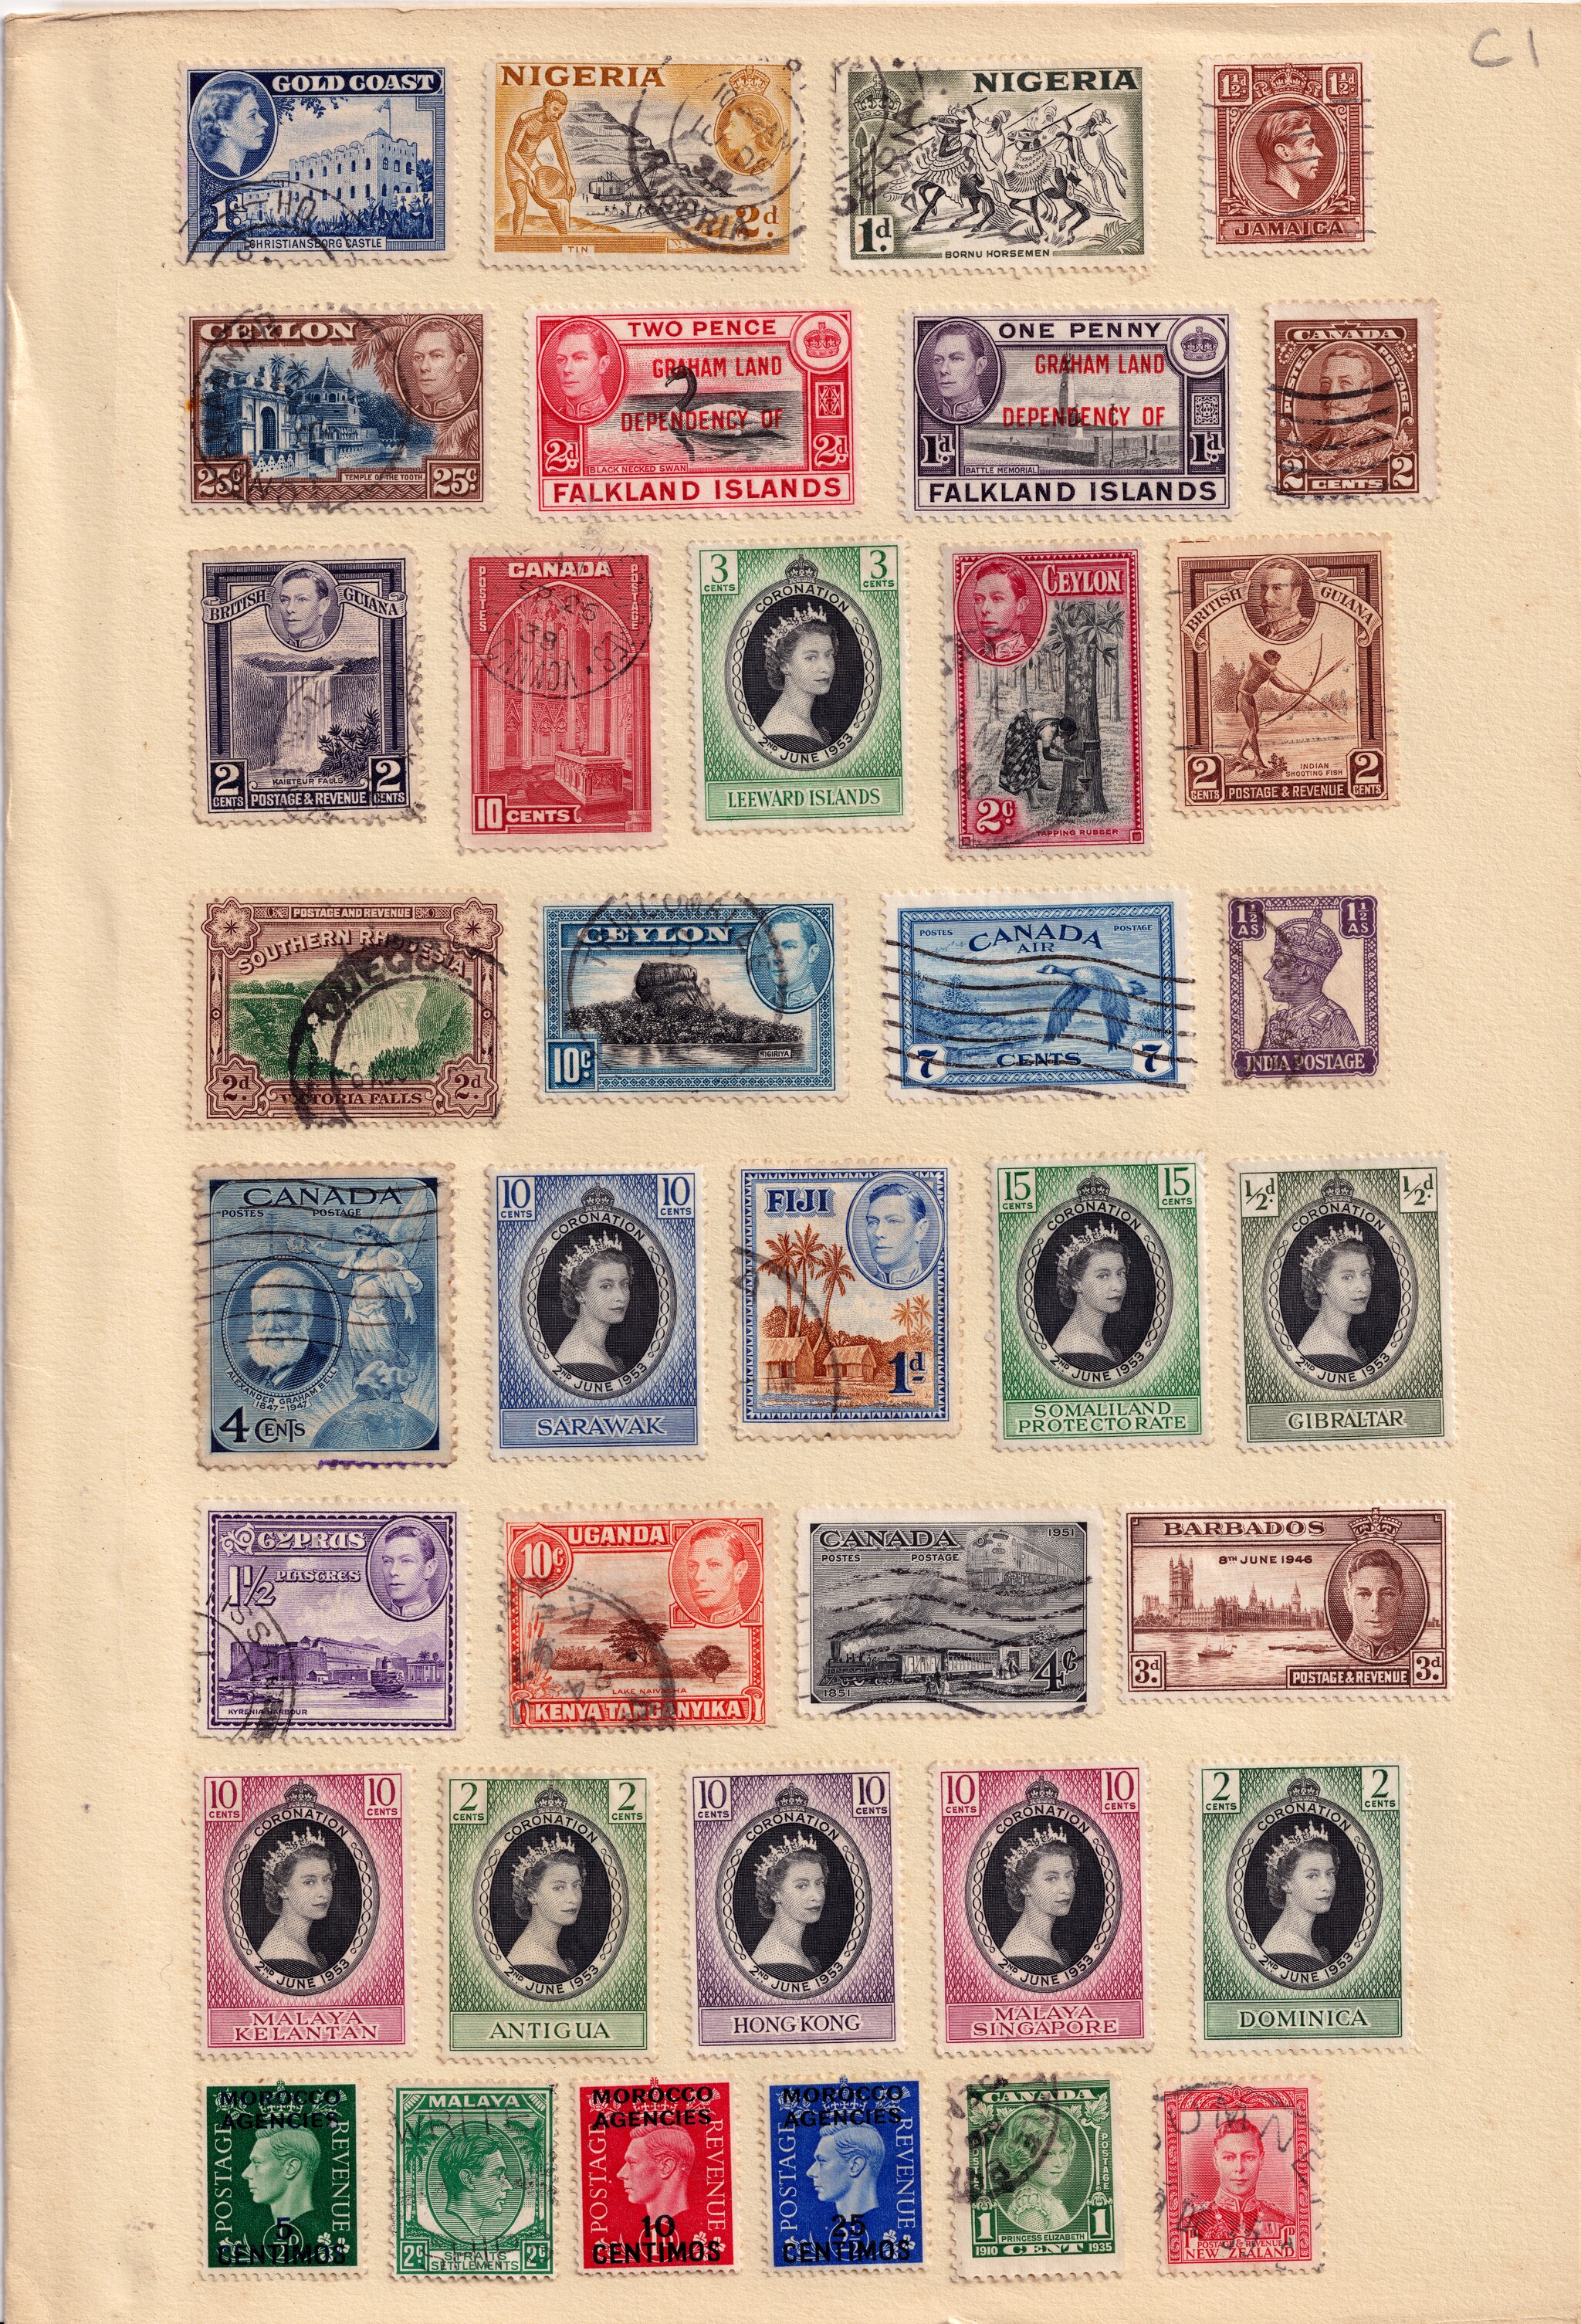 C1
GOLD COAST
1d
CHRISTIANSBORG CASTLE
NIGERIA
2d
TIN
NIGERIA
1d
BORNU HORSEMEN
1½d 1½d
JAMAICA
CEYLON
25c TEMPLE OF THE TOOTH 25c
TWO PENCE
GRAHAM LAND
DEPENDENCY OF
2d 2d
BLACK NECKED SWAN
FALKLAND ISLANDS
ONE PENNY
GRAHAM LAND
DEPENDENCY OF
1d 1d
BATTLE MEMORIAL
FALKLAND ISLANDS
CANADA
POSTES POSTAGE
2 CENTS 2
BRITISH GUIANA
KAIETEUR FALLS
2 2
CENTS POSTAGE & REVENUE CENTS
POSTES CANADA POSTAGE
10 CENTS
3 CENTS 3 CENTS
CORONATION
2ND JUNE 1953
LEEWARD ISLANDS
CEYLON
2c
TAPPING RUBBER
BRITISH GUIANA
INDIAN
SHOOTING FISH
2 2
CENTS POSTAGE & REVENUE CENTS
POSTAGE AND REVENUE
SOUTHERN RHODESIA
2d VICTORIA FALLS 2d
CEYLON
SIGIRIYA
10c
POSTES POSTAGE
CANADA
AIR
7 CENTS 7
1½ AS 1½ AS
INDIA POSTAGE
CANADA
POSTES POSTAGE
ALEXANDER GRAHAM BELL
1847-1947
4 CENTS
10 CENTS 10 CENTS
CORONATION
2ND JUNE 1953
SARAWAK
FIJI
1d
15 CENTS 15 CENTS
CORONATION
2ND JUNE 1953
SOMALILAND
PROTECTORATE
½d ½d
CORONATION
2ND JUNE 1953
GIBRALTAR
CYPRUS
1½ PIASTRES
KYRENIA HARBOUR
10c UGANDA
LAKE NAIVASHA
KENYA TANGANYIKA
CANADA 1951
POSTES POSTAGE
4c
1851
BARBADOS
8TH JUNE 1946
3d POSTAGE & REVENUE 3d.
10 CENTS 10 CENTS
CORONATION
2ND JUNE 1953
MALAYA
KELANTAN
2 CENTS 2 CENTS
CORONATION
2ND JUNE 1953
ANTIGUA
10 CENTS 10 CENTS
CORONATION
2ND JUNE 1953
HONG KONG
10 CENTS 10 CENTS
CORONATION
2ND JUNE 1953
MALAYA
SINGAPORE
2 CENTS 2 CENTS
CORONATION
2ND JUNE 1953
DOMINICA
MOROCCO
AGENCIES
POSTAGE REVENUE
5
CENTIMOS
MALAYA
2c STRAITS SETTLEMENTS 2c
MOROCCO
AGENCIES
POSTAGE REVENUE
10
CENTIMOS
MOROCCO
AGENCIES
POSTAGE REVENUE
25
CENTIMOS
CANADA
POSTAGE
1 PRINCESS ELIZABETH 1
1910 CENT 1935
POSTAGE & REVENUE
NEW ZEALAND